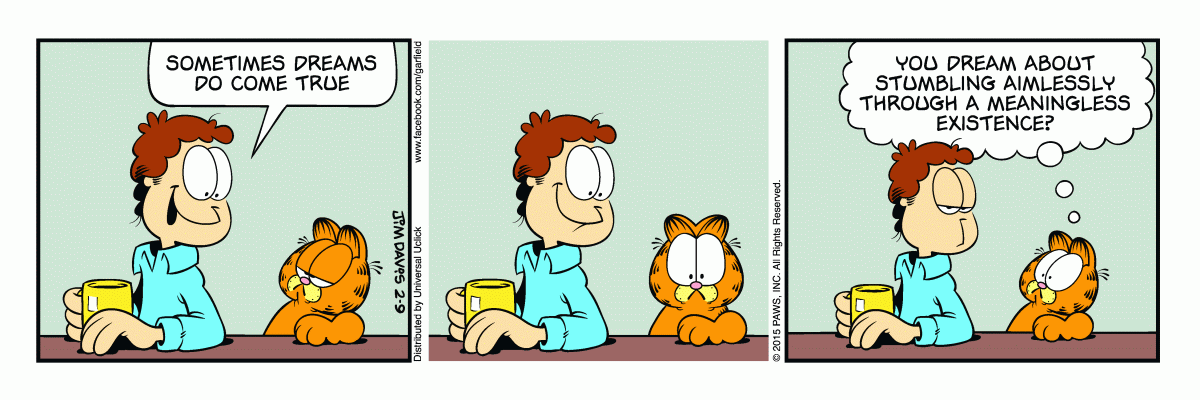 SOMETIMES DREAMS
DO COME TRUE
JIM DAVIS 2-9
www.facebook.com/garfield
Distributed by Universal Uclick
© 2015 PAWS, INC. All Rights Reserved.
YOU DREAM ABOUT
STUMBLING AIMLESSLY
THROUGH A MEANINGLESS
EXISTENCE?